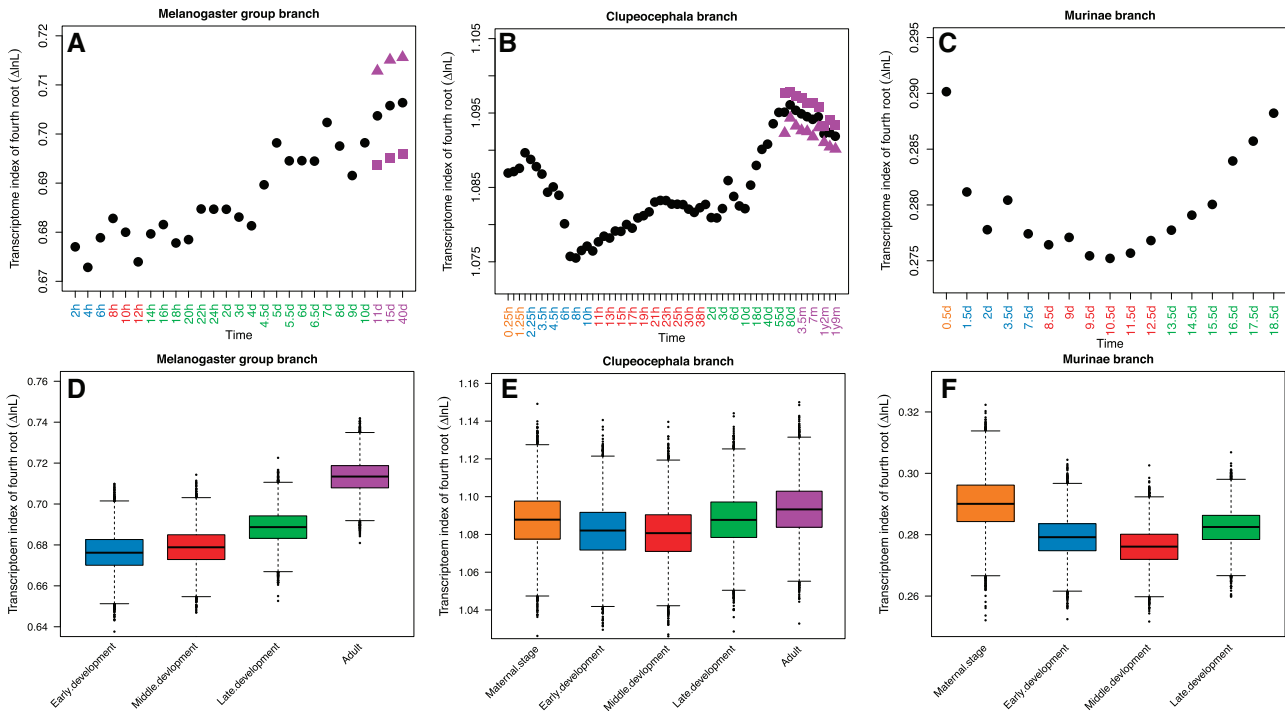 Melanogaster group branch
A
Transcriptome index of fourth root (ΔlnL)
0.72
0.71
0.70
0.69
0.68
0.67
2h 4h 6h 8h 10h 12h 14h 16h 18h 20h 22h 24h 2d 3d 4d 4.5d 5d 5.5d 6d 6.5d 7d 8d 9d 10d 11d 15d 40d
Time
Clupeocephala branch
B
Transcriptome index of fourth root (ΔlnL)
1.105
1.095
1.085
1.075
0.25h 1.25h 2.25h 3.5h 4.5h 6h 8h 10h 11h 13h 15h 17h 19h 21h 23h 25h 30h 38h 2d 3d 6d 10d 18d 40d 55d 80d 3.5m 7m 1y2m 1y9m
Time
Murinae branch
C
Transcriptome index of fourth root (ΔlnL)
0.295
0.290
0.285
0.280
0.275
0.5d 1.5d 2d 3.5d 7.5d 8.5d 9d 9.5d 10.5d 11.5d 12.5d 13.5d 14.5d 15.5d 16.5d 17.5d 18.5d
Time
Melanogaster group branch
D
Transcriptoem index of fourth root (ΔlnL)
0.76
0.74
0.72
0.70
0.68
0.66
0.64
Early.development
Middle.devlopment
Late.development
Adult
Clupeocephala branch
E
Transcriptoem index of fourth root (ΔlnL)
1.16
1.14
1.12
1.10
1.08
1.06
1.04
Maternal.stage
Early.development
Middle.devlopment
Late.development
Adult
Murinae branch
F
Transcriptoem index of fourth root (ΔlnL)
0.32
0.30
0.28
0.26
Maternal.stage
Early.development
Middle.devlopment
Late.development